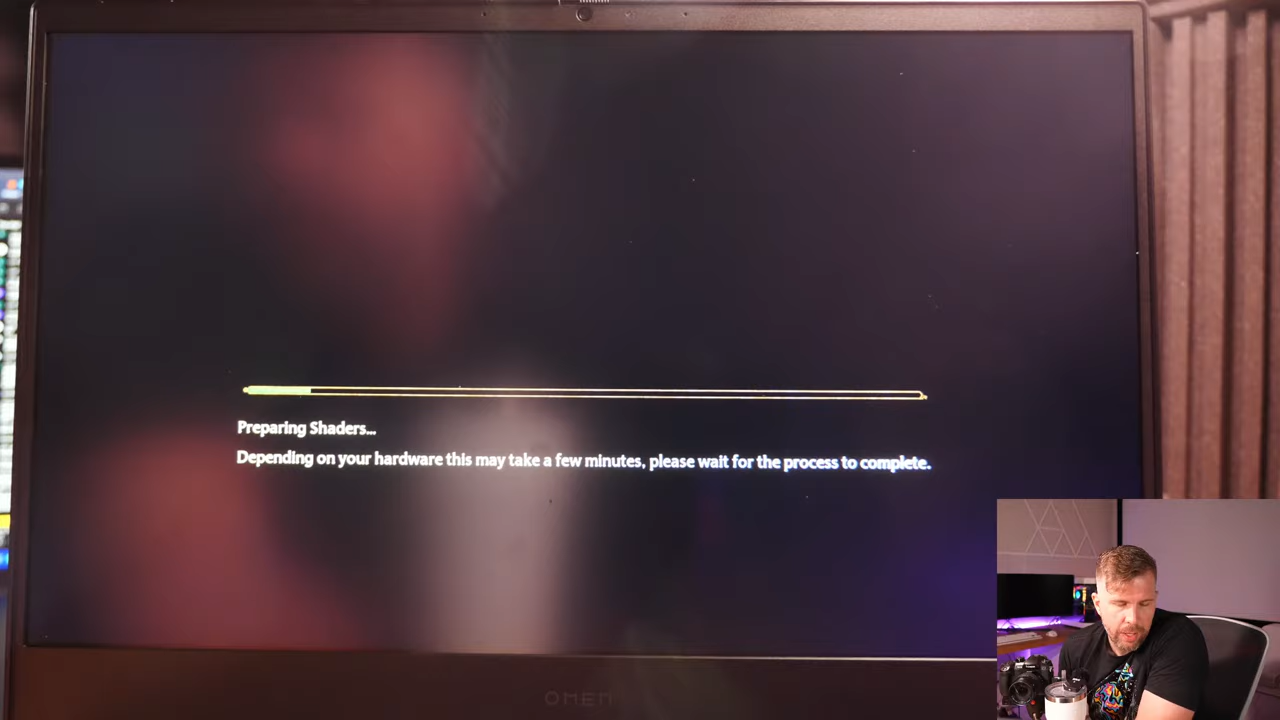 Preparing Shaders...
Depending on your hardware this may take a few minutes, please wait for the process to complete.
OMEN